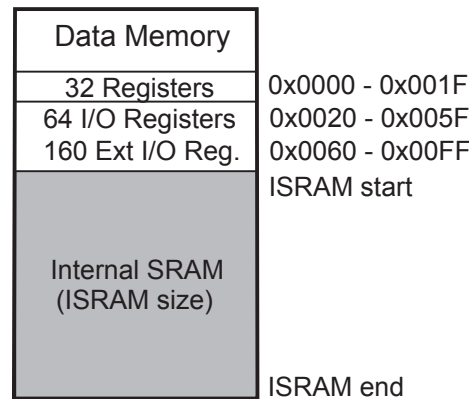 Data Memory
32 Registers 0x0000 - 0x001F
64 I/O Registers 0x0020 - 0x005F
160 Ext I/O Reg. 0x0060 - 0x00FF
ISRAM start
Internal SRAM
(ISRAM size)
ISRAM end